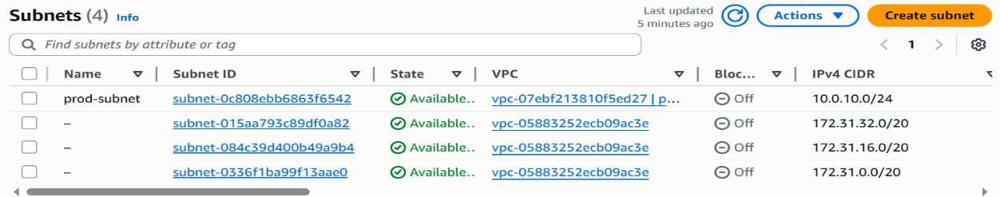 Subnets (4) Info
Last updated
5 minutes ago
Actions
Create subnet
Find subnets by attribute or tag
1
Name Subnet ID State VPC Bloc... IPv4 CIDR
prod-subnet subnet-0c808ebb6863f6542 Available.. vpc-07ebf213810f5ed27 | p... Off 10.0.10.0/24
– subnet-015aa793c89df0a82 Available.. vpc-05883252ecb09ac3e Off 172.31.32.0/20
– subnet-084c39d400b49a9b4 Available.. vpc-05883252ecb09ac3e Off 172.31.16.0/20
– subnet-0336f1ba99f13aae0 Available.. vpc-05883252ecb09ac3e Off 172.31.0.0/20